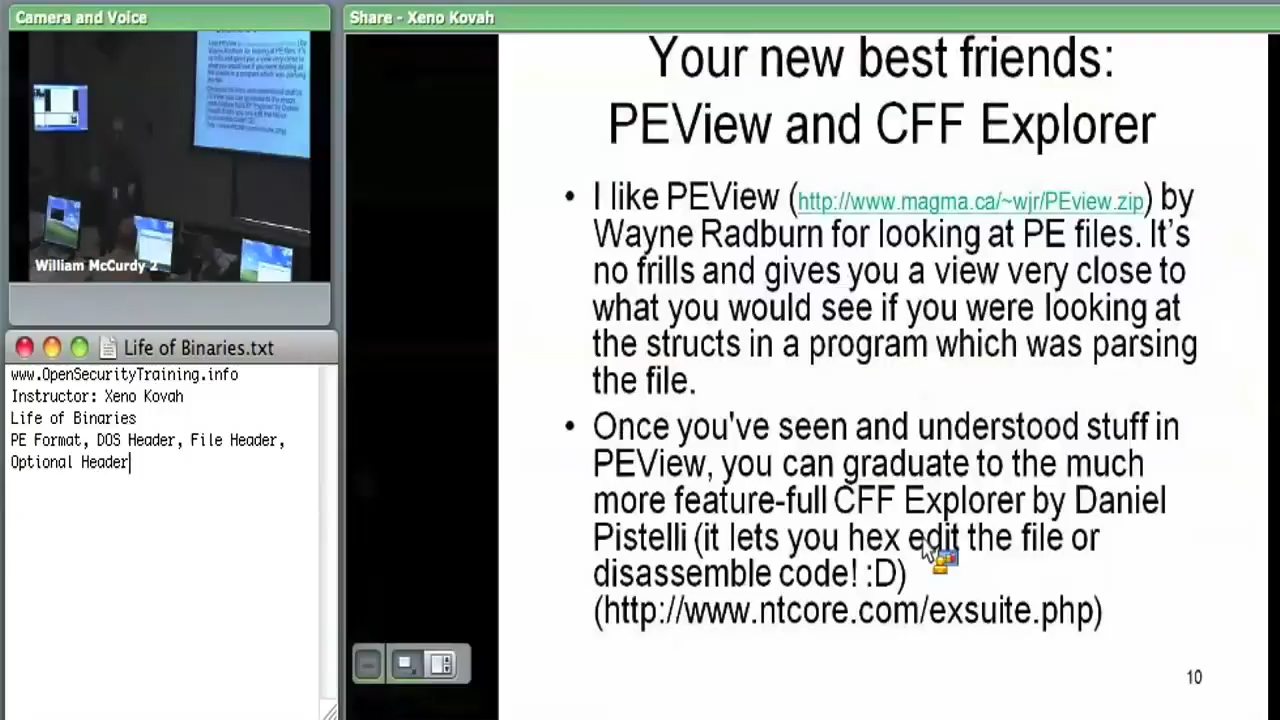 Camera and Voice
William McCurdy 2
Life of Binaries.txt
www.OpenSecurityTraining.info
Instructor: Xeno Kovah
Life of Binaries
PE Format, DOS Header, File Header,
Optional Header
Share - Xeno Kovah
Your new best friends:
PEView and CFF Explorer
• I like PEView (http://www.magma.ca/~wjr/PEview.zip) by
Wayne Radburn for looking at PE files. It’s
no frills and gives you a view very close to
what you would see if you were looking at
the structs in a program which was parsing
the file.
• Once you've seen and understood stuff in
PEView, you can graduate to the much
more feature-full CFF Explorer by Daniel
Pistelli (it lets you hex edit the file or
disassemble code! :D)
(http://www.ntcore.com/exsuite.php)
10